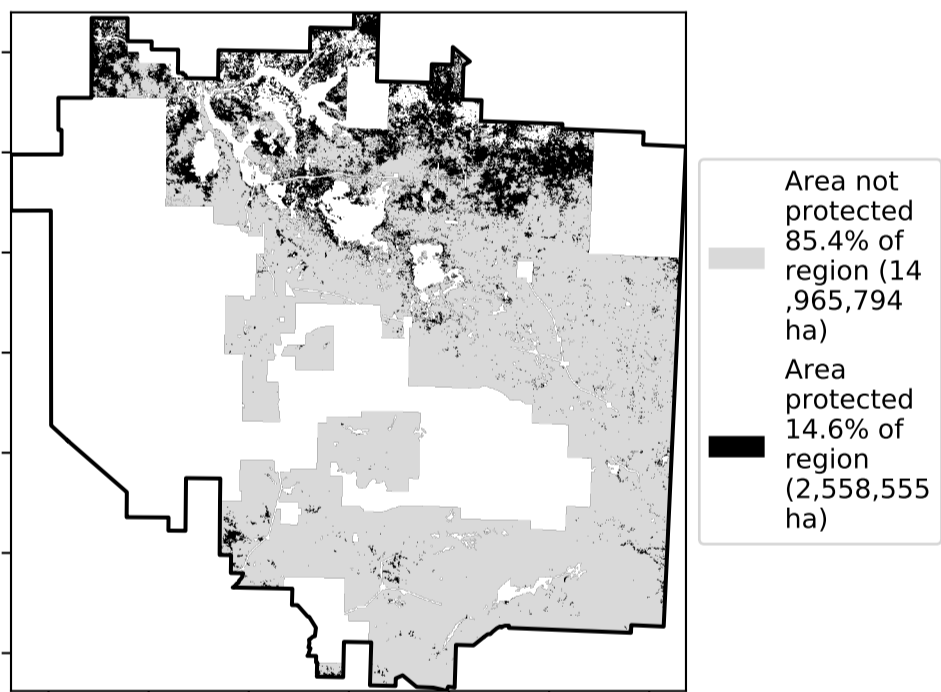 Area not
protected
85.4% of
region (14
,965,794
ha)
Area
protected
14.6% of
region
(2,558,555
ha)